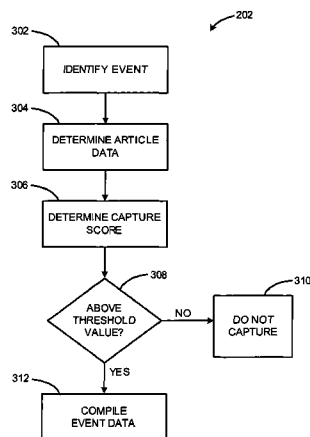 202
302
IDENTIFY EVENT
304
DETERMINE ARTICLE
DATA
306
DETERMINE CAPTURE
SCORE
308
ABOVE
THRESHOLD
VALUE?
NO
310
DO NOT
CAPTURE
YES
312
COMPILE
EVENT DATA